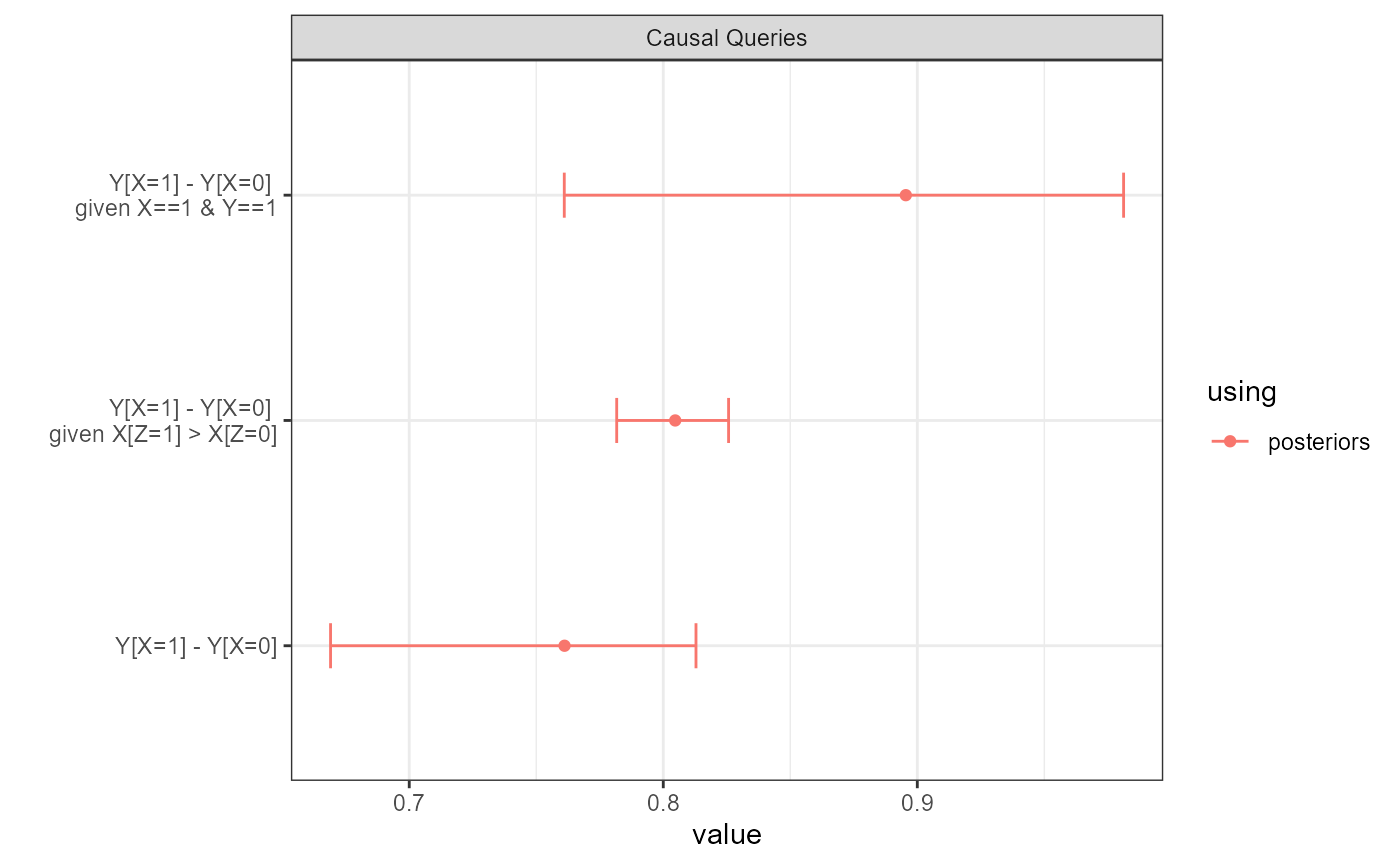 Causal Queries
Y[X=1] - Y[X=0]
given X==1 & Y==1
Y[X=1] - Y[X=0]
given X[Z=1] > X[Z=0]
Y[X=1] - Y[X=0]
0.7
0.8
0.9
value
using
posteriors